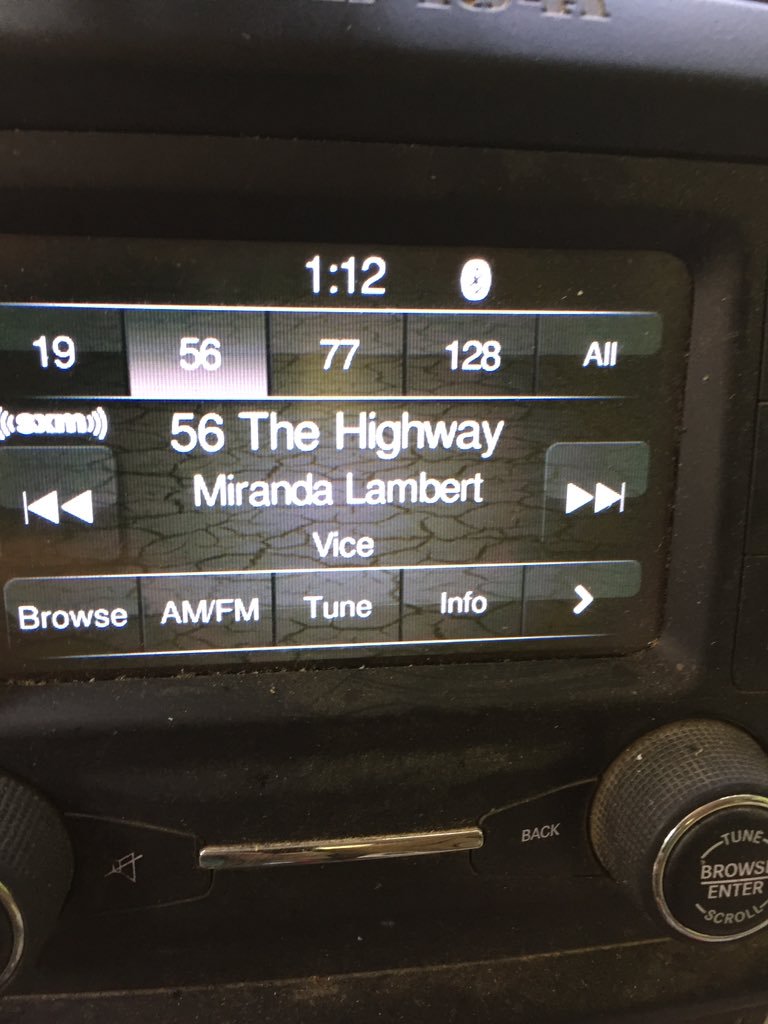 1:12
19 56 77 128 All
sxm
56 The Highway
Miranda Lambert
Vice
Browse AM/FM Tune Info
BACK
TUNE
BROWSE
ENTER
SCROLL